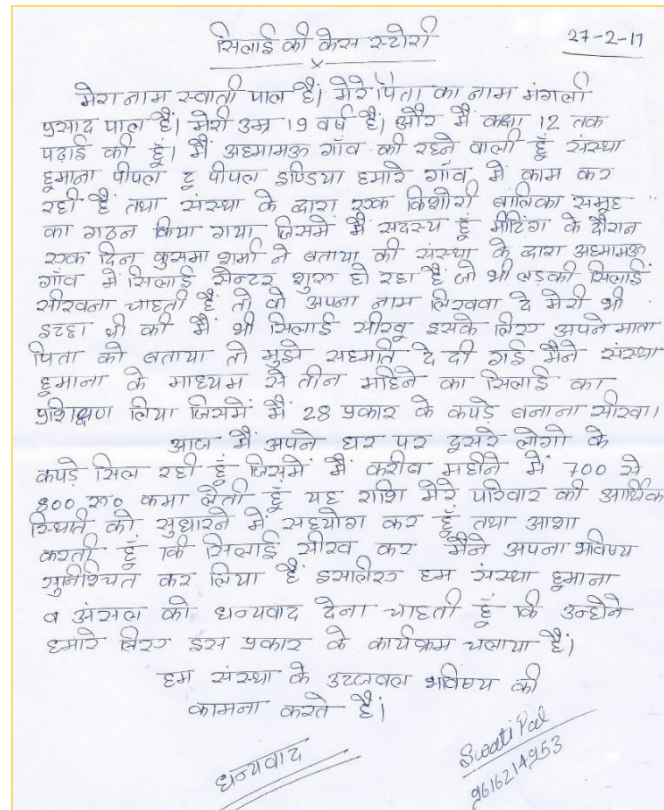 सिलाई की केस स्टोरी
27-2-17
मेरा नाम स्वाती पाल हैं। मेरे पिता का नाम मंगली
प्रसाद पाल हैं। मेरी उम्र 19 वर्ष हैं। और मैं कक्षा 12 तक
पढाई की हूँ। मैं अधामऊ गाँव की रहने वाली हूँ संस्था
हूमाना पीपल टू पीपल इण्डिया हमारे गाँव में काम कर
रही हैं तथा संस्था के द्वारा एक किशोरी बालिका समूह
का गठन किया गया जिसमें मैं सदस्य हूँ मीटिंग के दौरान
एक दिन कुसमा शर्मा ने बताया की संस्था के द्वारा अधामऊ
गाँव में सिलाई सेन्टर शुरू हो रहा हैं जो भी लड़की सिलाई
सीखना चाहती हैं तो वो अपना नाम लिखवा दे मेरी भी
इच्छा थी की मैं भी सिलाई सीखू इसके लिए अपने माता
पिता को बताया तो मुझे सहमति दे दी गई मैने संस्था
हूमाना के माध्यम से तीन महिने का सिलाई का
प्रशिक्षण लिया जिसमें मैं 28 प्रकार के कपड़े बनाना सीखा।
आज मैं अपने घर पर दूसरे लोगो के
कपड़े सिल रही हूँ जिसमें मैं करीब महीने में 700 से
800 रू0 कमा लेती हूँ यह राशि मेरे परिवार की आर्थिक
स्थिति को सुधारने में सहयोग कर हूँ तथा आशा
करती हूँ कि सिलाई सीख कर मैंने अपना भविष्य
सुनिश्चित कर लिया हैं इसलिए हम संस्था हूमाना
व अंसल को धन्यवाद देना चाहती हूँ कि उन्होने
हमारे लिए इस प्रकार के कार्यक्रम चलाया हैं।
हम संस्था के उज्जवल भविष्य की
कामना करते हैं।
धन्यवाद
Swati Pal
9616214953